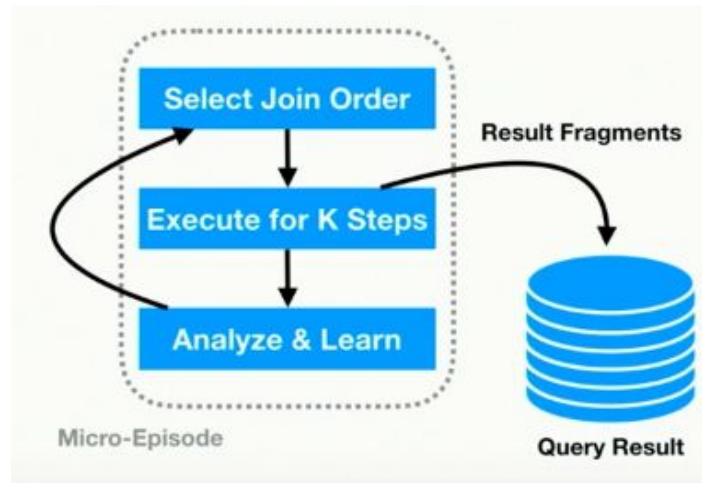 Select Join Order
Result Fragments
Execute for K Steps
Analyze & Learn
Micro-Episode
Query Result